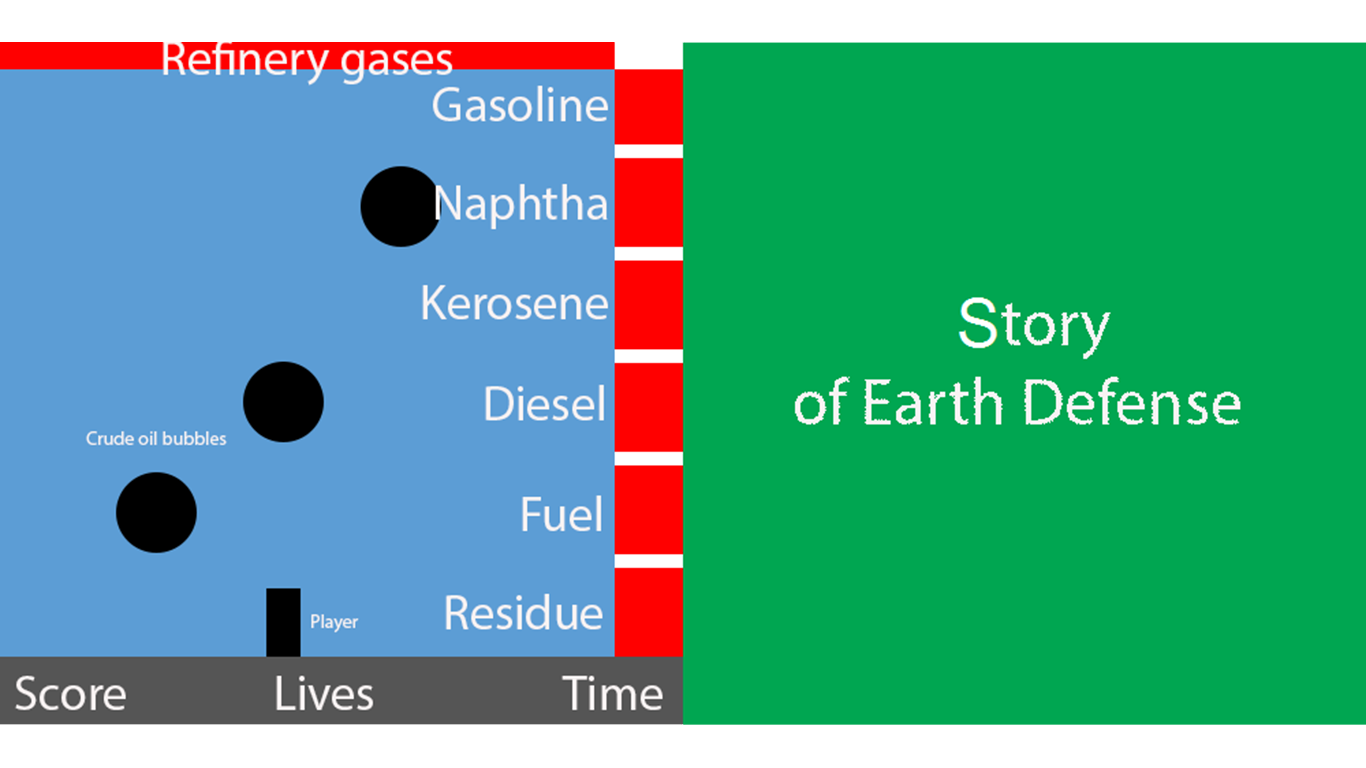 Refinery gases
Gasoline
Naphtha
Kerosene
Diesel
Crude oil bubbles
Fuel
Residue
Player
Score Lives Time
Story
of Earth Defense